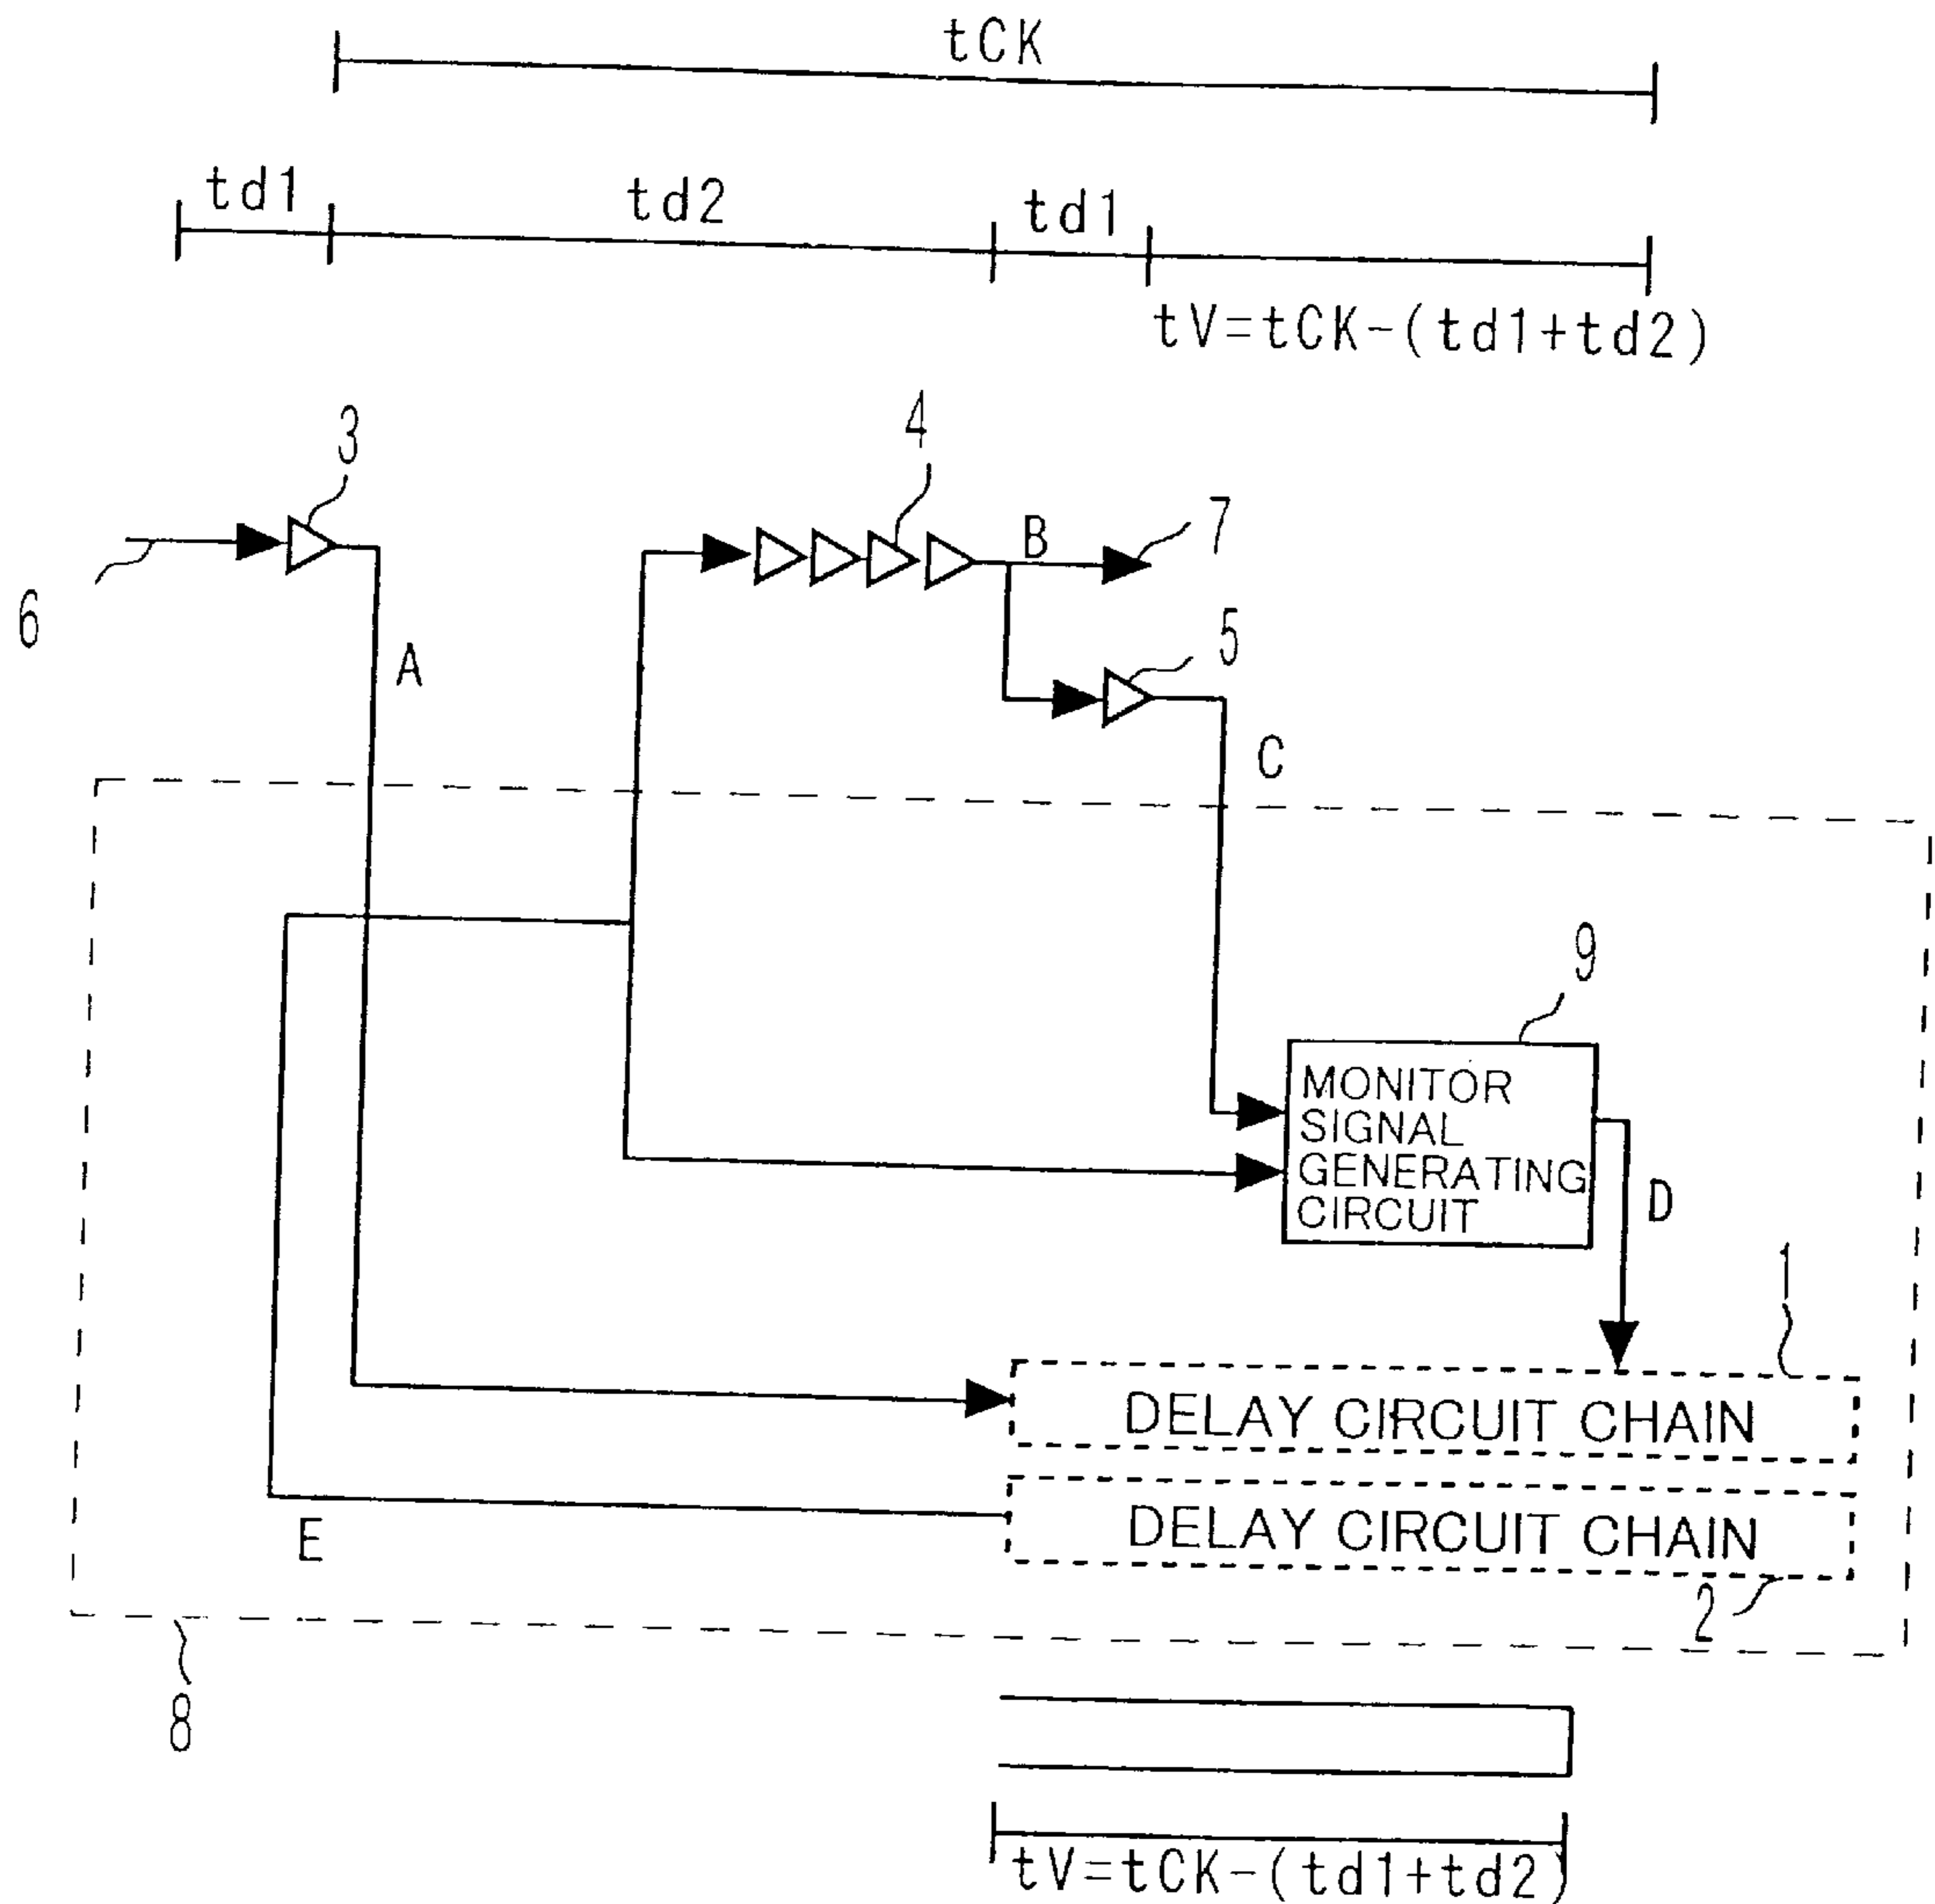 tCK
td1
td2
td1
tV=tCK-(td1+td2)
3
4
B
7
6
A
5
C
9
MONITOR
SIGNAL
GENERATING
CIRCUIT
D
1
DELAY CIRCUIT CHAIN
DELAY CIRCUIT CHAIN
E
2
8
tV=tCK-(td1+td2)